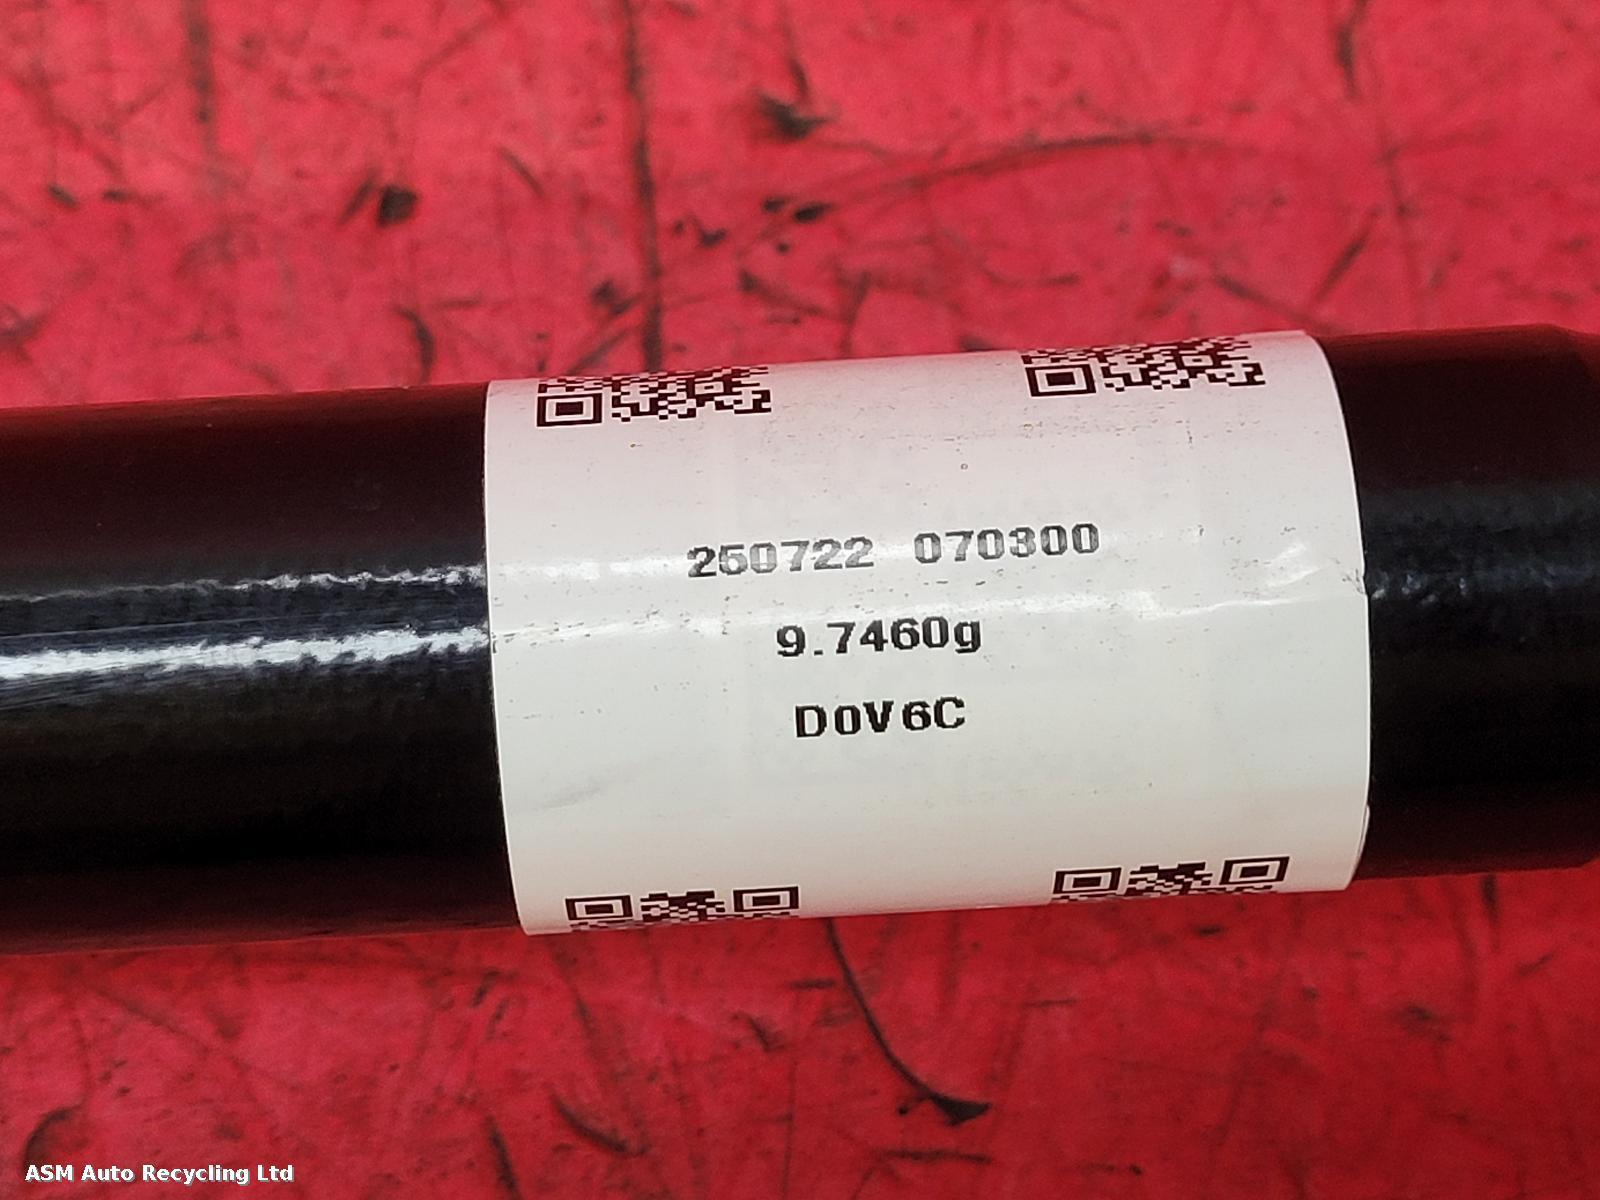 250722 070300
9.7460g
D0V6C
ASM Auto Recycling Ltd